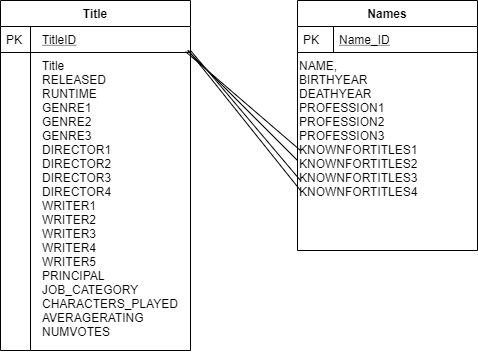 Title
PK TitleID
Title
RELEASED
RUNTIME
GENRE1
GENRE2
GENRE3
DIRECTOR1
DIRECTOR2
DIRECTOR3
DIRECTOR4
WRITER1
WRITER2
WRITER3
WRITER4
WRITER5
PRINCIPAL
JOB_CATEGORY
CHARACTERS_PLAYED
AVERAGERATING
NUMVOTES
Names
PK Name_ID
NAME,
BIRTHYEAR
DEATHYEAR
PROFESSION1
PROFESSION2
PROFESSION3
KNOWNFORTITLES1
KNOWNFORTITLES2
KNOWNFORTITLES3
KNOWNFORTITLES4